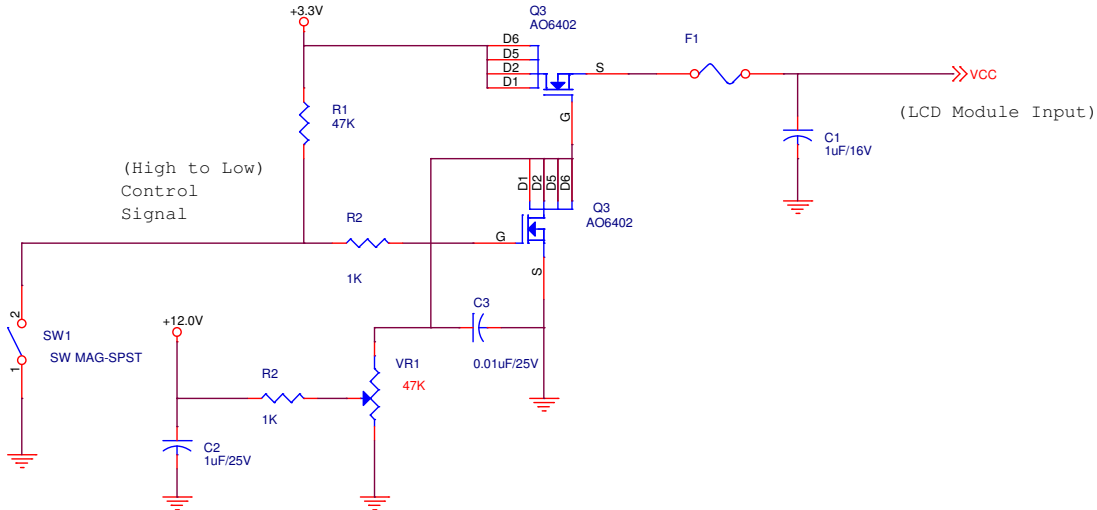 +3.3V
Q3
AO6402
D6
D5
D2
D1
S
F1
VCC
(LCD Module Input)
R1
47K
G
C1
1uF/16V
(High to Low)
Control
Signal
D1
D2
D5
D6
Q3
AO6402
R2
G
1K
S
2
SW1
SW MAG-SPST
1
+12.0V
C3
0.01uF/25V
VR1
47K
R2
1K
C2
1uF/25V